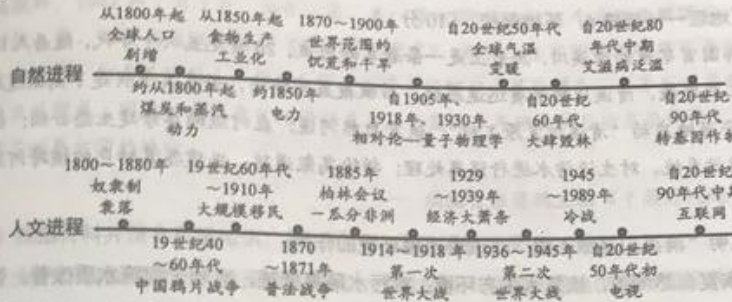 从1800年起 从1850年起 1870～1900年 自20世纪50年代 自20世纪80
全球人口 食物生产 世界范围的 全球气温 年代中期
剧增 工业化 饥荒和干旱 变暖 艾滋病泛滥
自然进程
约从1800年起 约1850年 自1905年、 自20世纪 自20世纪
煤炭和蒸汽 电力 1918年、1930年 60年代 90年代
动力 相对论—量子物理学 大肆毁林 转基因作物
1800～1880年 19世纪60年代 1885年 1929 1945 自20世纪
奴隶制 ～1910年 柏林会议 ～1939年 ～1989年 90年代中期
衰落 大规模移民 —瓜分非洲 经济大萧条 冷战 互联网
人文进程
19世纪40 1870 1914～1918年 1936～1945年 自20世纪
～60年代 ～1871年 第一次 第二次 50年代初
中国鸦片战争 普法战争 世界大战 世界大战 电视